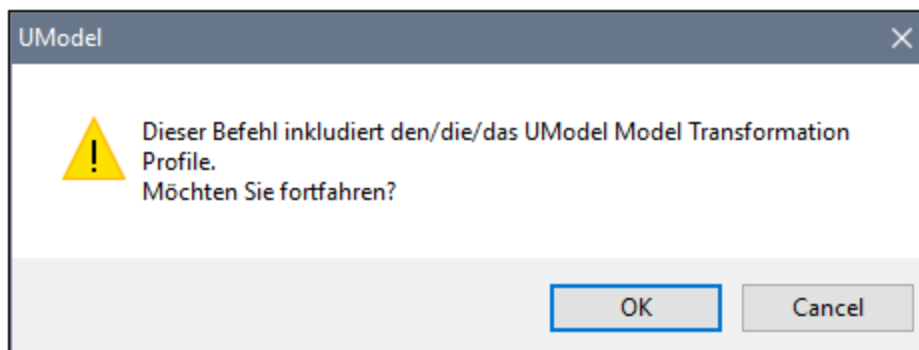 UModel
Dieser Befehl inkludiert den/die/das UModel Model Transformation
Profile.
Möchten Sie fortfahren?
OK
Cancel